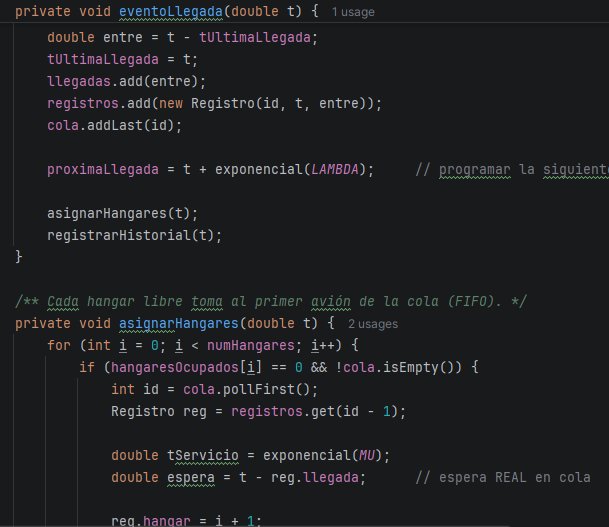 private void eventoLlegada(double t) {  1 usage
double entre = t - tUltimaLlegada;
tUltimaLlegada = t;
llegadas.add(entre);
registros.add(new Registro(id, t, entre));
cola.addLast(id);
proximaLlegada = t + exponencial(LAMBDA);     // programar la siguient
asignarHangares(t);
registrarHistorial(t);
}
/** Cada hangar libre toma al primer avión de la cola (FIFO). */
private void asignarHangares(double t) {  2 usages
for (int i = 0; i < numHangares; i++) {
if (hangaresOcupados[i] == 0 && !cola.isEmpty()) {
int id = cola.pollFirst();
Registro reg = registros.get(id - 1);
double tServicio = exponencial(MU);
double espera = t - reg.llegada;      // espera REAL en cola
reg.hangar = i + 1;